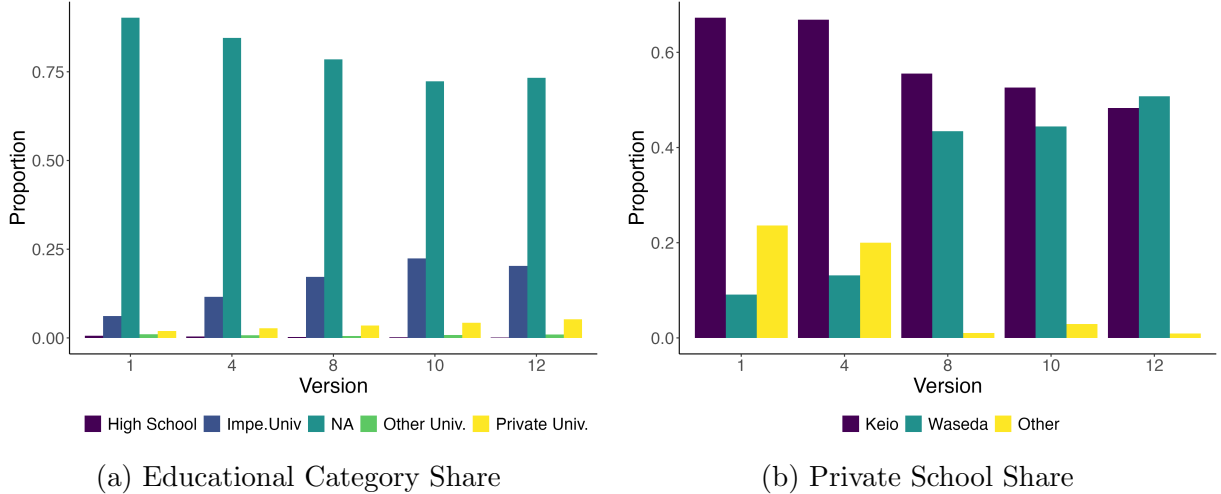 Proportion
0.75
0.50
0.25
0.00
1 4 8 10 12
Version
High School Impe.Univ NA Other Univ. Private Univ.
(a) Educational Category Share
Proportion
0.6
0.4
0.2
0.0
1 4 8 10 12
Version
Keio Waseda Other
(b) Private School Share